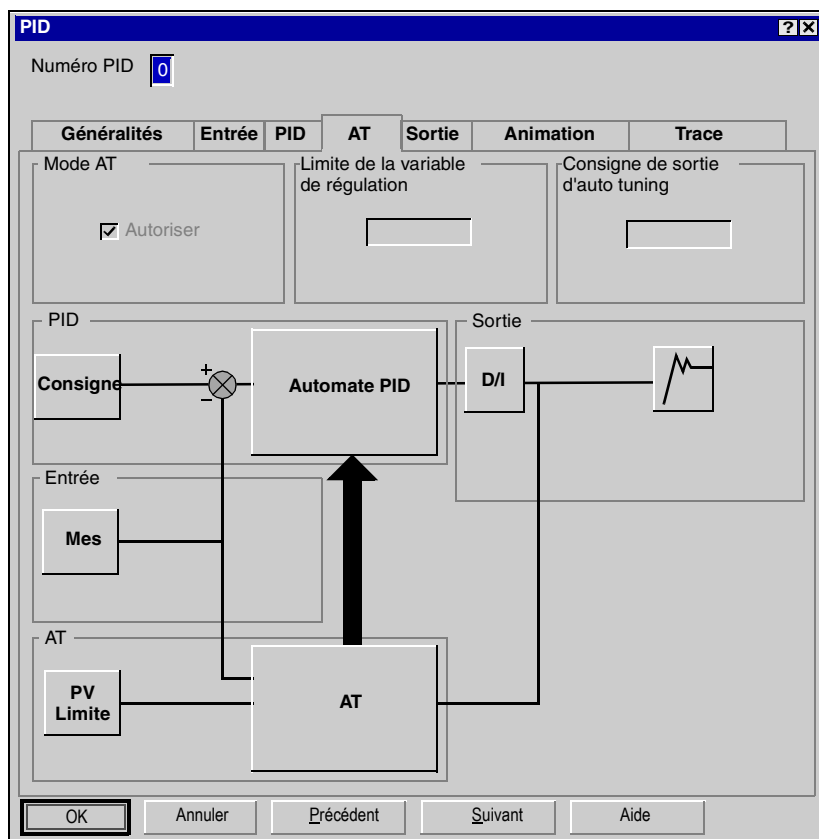 PID
Numéro PID 0
Généralités Entrée PID AT Sortie Animation Trace
Mode AT
Autoriser
Limite de la variable
de régulation
Consigne de sortie
d'auto tuning
PID
Consigne
+
−
Automate PID
Sortie
D/I
Entrée
Mes
AT
PV
Limite
AT
OK Annuler Précédent Suivant Aide